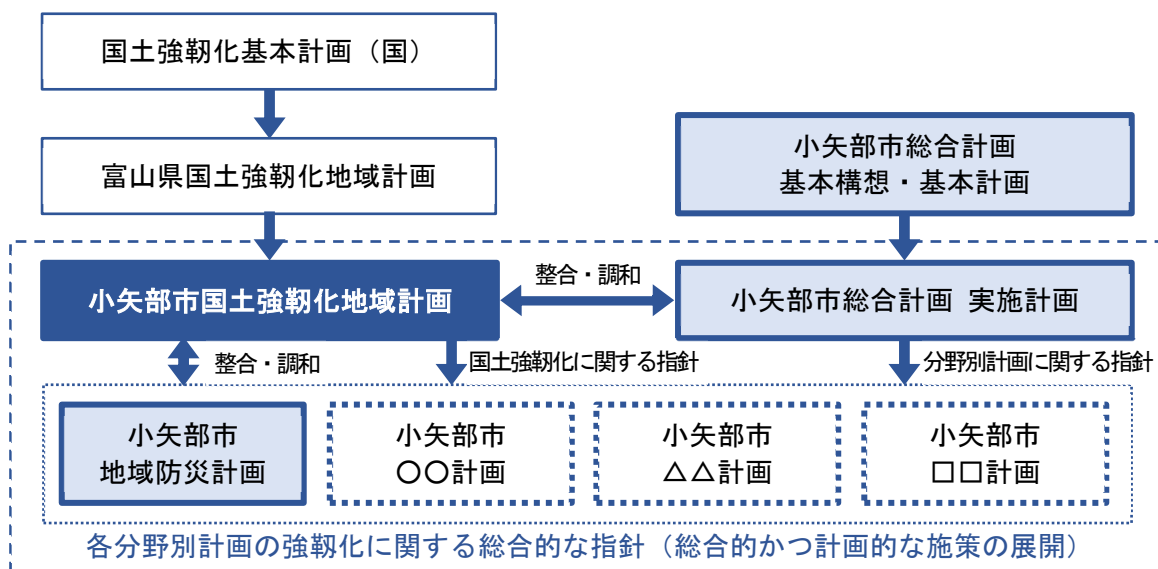 国土強靱化基本計画（国）
富山県国土強靱化地域計画
小矢部市総合計画
基本構想・基本計画
小矢部市国土強靱化地域計画
整合・調和
小矢部市総合計画 実施計画
整合・調和
国土強靱化に関する指針
分野別計画に関する指針
小矢部市
地域防災計画
小矢部市
〇〇計画
小矢部市
△△計画
小矢部市
□□計画
各分野別計画の強靱化に関する総合的な指針（総合的かつ計画的な施策の展開）